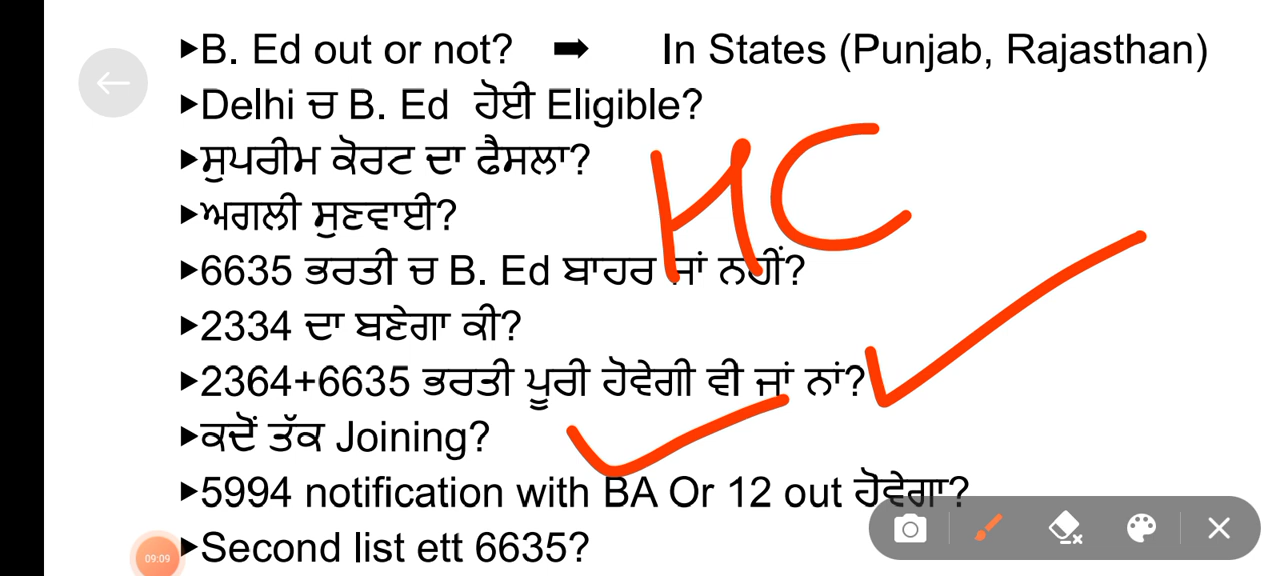 ▶B. Ed out or not? ➡ In States (Punjab, Rajasthan)
▶Delhi ਚ B. Ed ਹੋਈ Eligible?
▶ਸੁਪਰੀਮ ਕੋਰਟ ਦਾ ਫੈਸਲਾ?
HC
▶ਅਗਲੀ ਸੁਣਵਾਈ?
▶6635 ਭਰਤੀ ਚ B. Ed ਬਾਹਰ ਜਾਂ ਨਹੀਂ?
▶2334 ਦਾ ਬਣੇਗਾ ਕੀ?
▶2364+6635 ਭਰਤੀ ਪੂਰੀ ਹੋਵੇਗੀ ਵੀ ਜਾਂ ਨਾਂ?
▶ਕਦੋਂ ਤੱਕ Joining?
▶5994 notification with BA Or 12 out ਹੋਵੇਗਾ?
▶Second list ett 6635?
09:09